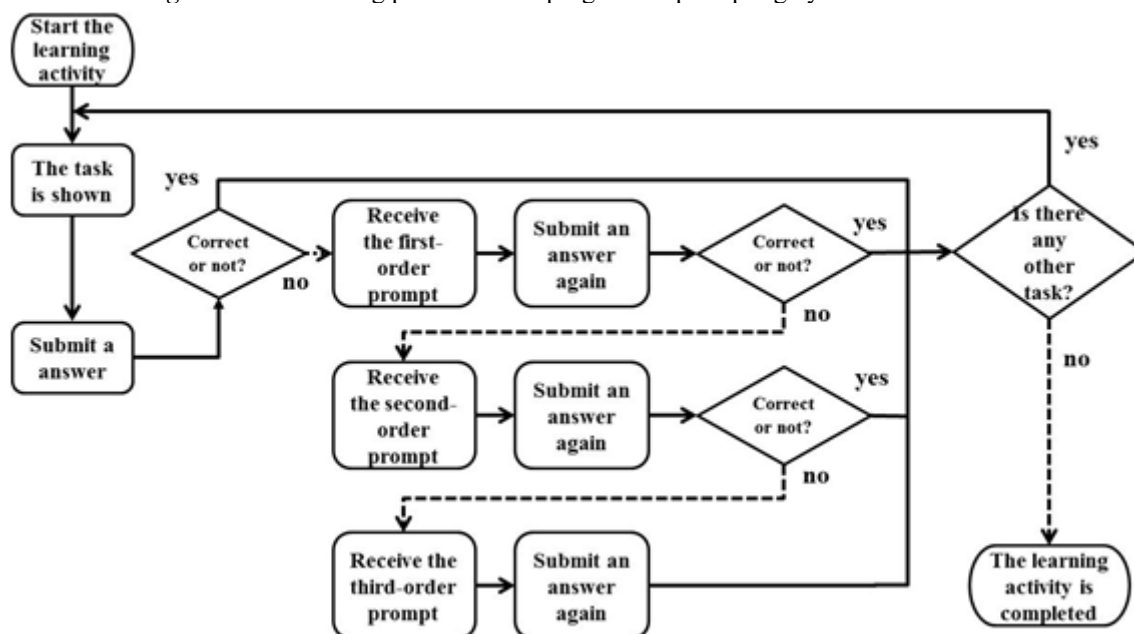 Start the
learning
activity
yes
The task
is shown
yes
Receive
the first-
order
prompt
Submit an
answer
again
Correct
or not?
yes
Is there
any
other
task?
Correct
or not?
no
no
Submit a
answer
no
Receive
the second-
order
prompt
Submit an
answer
again
Correct
or not?
yes
no
Receive the
third-order
prompt
Submit an
answer
again
The learning
activity is
completed